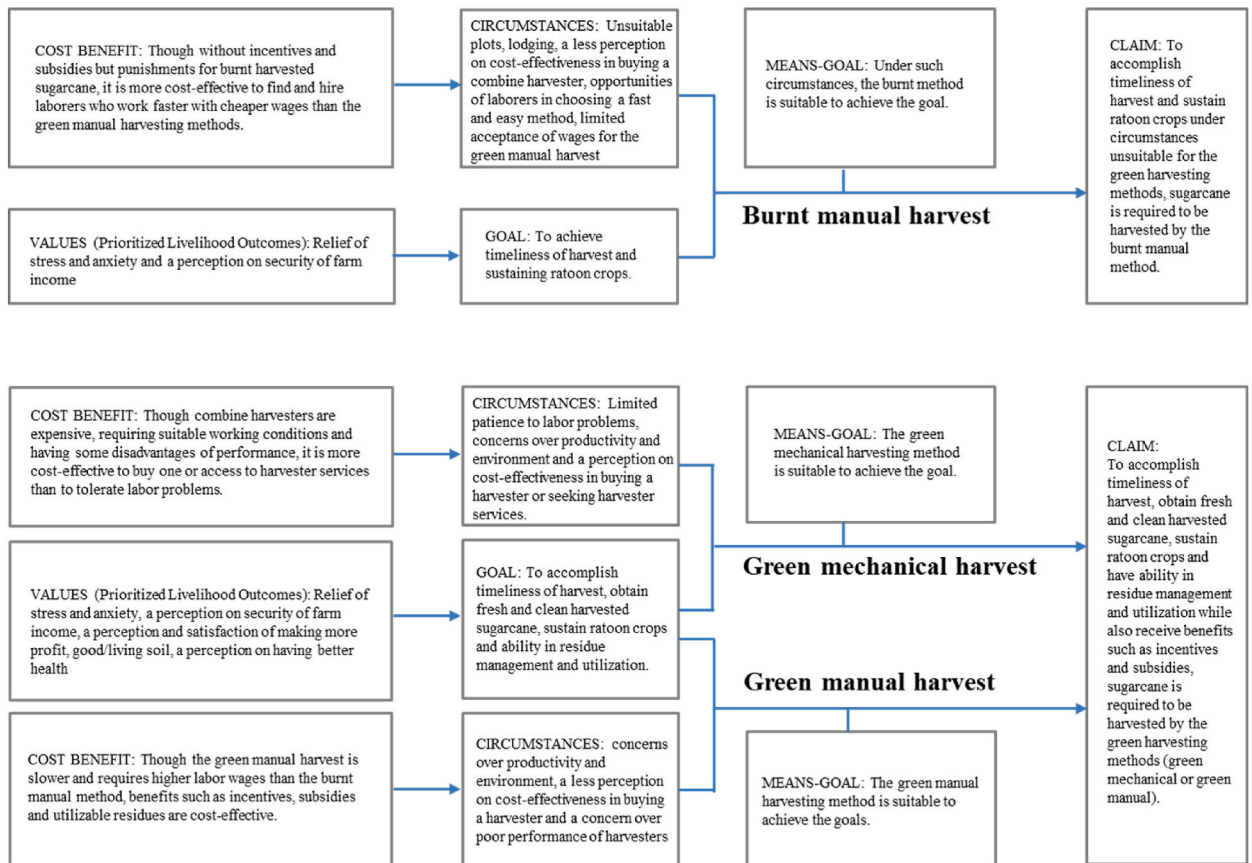 COST BENEFIT: Though without incentives and
subsidies but punishments for burnt harvested
sugarcane, it is more cost-effective to find and hire
laborers who work faster with cheaper wages than the
green manual harvesting methods.
CIRCUMSTANCES: Unsuitable
plots, lodging, a less perception
on cost-effectiveness in buying a
combine harvester, opportunities
of laborers in choosing a fast
and easy method, limited
acceptance of wages for the
green manual harvest
MEANS-GOAL: Under such
circumstances, the burnt method
is suitable to achieve the goal.
CLAIM: To
accomplish
timeliness of
harvest and sustain
ratoon crops under
circumstances
unsuitable for the
green harvesting
methods, sugarcane
is required to be
harvested by the
burnt manual
method.
Burnt manual harvest
VALUES (Prioritized Livelihood Outcomes): Relief of
stress and anxiety and a perception on security of farm
income
GOAL: To achieve
timeliness of harvest and
sustaining ratoon crops.
COST BENEFIT: Though combine harvesters are
expensive, requiring suitable working conditions and
having some disadvantages of performance, it is more
cost-effective to buy one or access to harvester services
than to tolerate labor problems.
CIRCUMSTANCES: Limited
patience to labor problems,
concerns over productivity and
environment and a perception on
cost-effectiveness in buying a
harvester or seeking harvester
services.
MEANS-GOAL: The green
mechanical harvesting method
is suitable to achieve the goal.
CLAIM:
To accomplish
timeliness of
harvest, obtain fresh
and clean harvested
sugarcane, sustain
ratoon crops and
have ability in
residue management
and utilization while
also receive benefits
such as incentives
and subsidies,
sugarcane is
required to be
harvested by the
green harvesting
methods (green
mechanical or green
manual).
Green mechanical harvest
VALUES (Prioritized Livelihood Outcomes): Relief of
stress and anxiety, a perception on security of farm
income, a perception and satisfaction of making more
profit, good/living soil, a perception on having better
health
GOAL: To accomplish
timeliness of harvest, obtain
fresh and clean harvested
sugarcane, sustain ratoon crops
and ability in residue
management and utilization.
Green manual harvest
COST BENEFIT: Though the green manual harvest is
slower and requires higher labor wages than the burnt
manual method, benefits such as incentives, subsidies
and utilizable residues are cost-effective.
CIRCUMSTANCES: concerns
over productivity and
environment, a less perception
on cost-effectiveness in buying
a harvester and a concern over
poor performance of harvesters
MEANS-GOAL: The green manual
harvesting method is suitable to
achieve the goals.